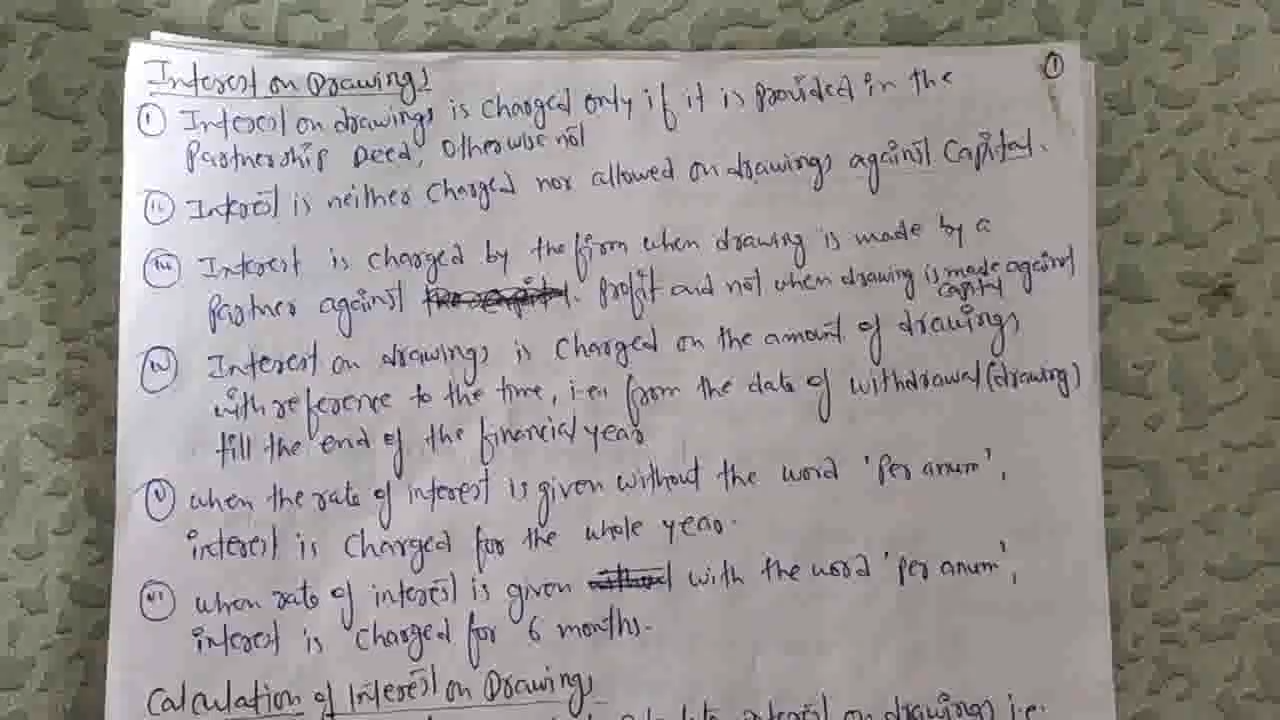 ①
Interest on Drawings
(i) Interest on drawings is charged only if it is provided in the
Partnership Deed, otherwise not
(ii) Interest is neither charged nor allowed on drawings against Capital.
(iii) Interest is charged by the firm when drawing is made by a
Partner against Profit and not when drawing is made against
capital
(iv) Interest on drawings is charged on the amount of drawings
with reference to the time, i.e. from the date of withdrawal (drawing)
till the end of the financial year
(v) when the rate of interest is given without the word 'Per anum',
interest is charged for the whole year.
(vi) when rate of interest is given with the word 'Per anum',
interest is charged for 6 months.
Calculation of Interest on Drawings
interest on drawings i.e.